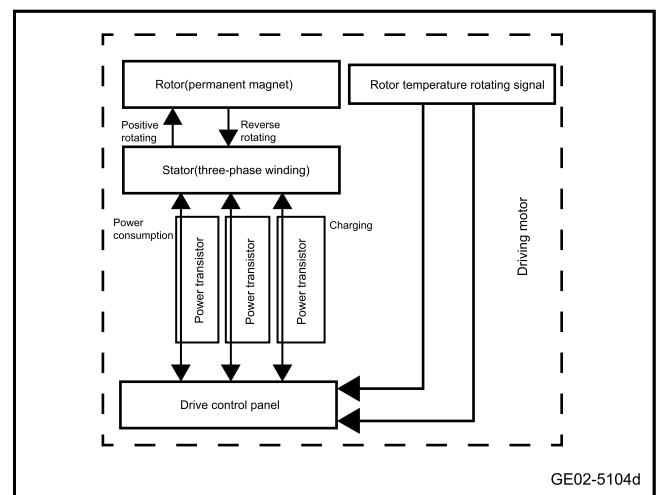 Rotor(permanent magnet)
Rotor temperature rotating signal
Positive
rotating
Reverse
rotating
Stator(three-phase winding)
Power
consumption
Charging
Power transistor
Power transistor
Power transistor
Driving motor
Drive control panel
GE02-5104d